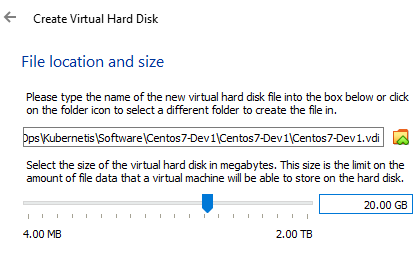 Create Virtual Hard Disk
File location and size
Please type the name of the new virtual hard disk file into the box below or click
on the folder icon to select a different folder to create the file in.
Ops\Kubernetis\Software\Centos7-Dev1\Centos7-Dev1\Centos7-Dev1.vdi
Select the size of the virtual hard disk in megabytes. This size is the limit on the
amount of file data that a virtual machine will be able to store on the hard disk.
20.00 GB
4.00 MB 2.00 TB